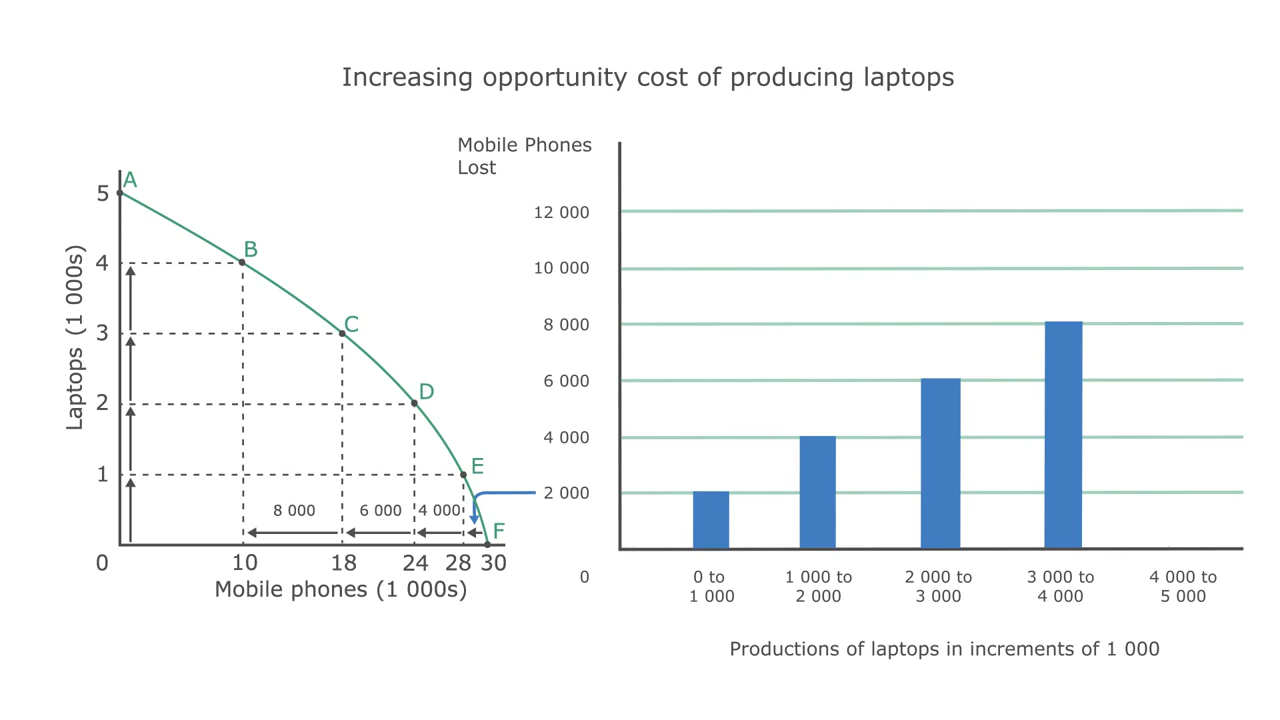 Increasing opportunity cost of producing laptops
Laptops (1 000s)
5
4
3
2
1
0
A
B
C
D
E
F
8 000
6 000
4 000
10
18
24
28
30
Mobile phones (1 000s)
Mobile Phones
Lost
12 000
10 000
8 000
6 000
4 000
2 000
0
0 to
1 000
1 000 to
2 000
2 000 to
3 000
3 000 to
4 000
4 000 to
5 000
Productions of laptops in increments of 1 000